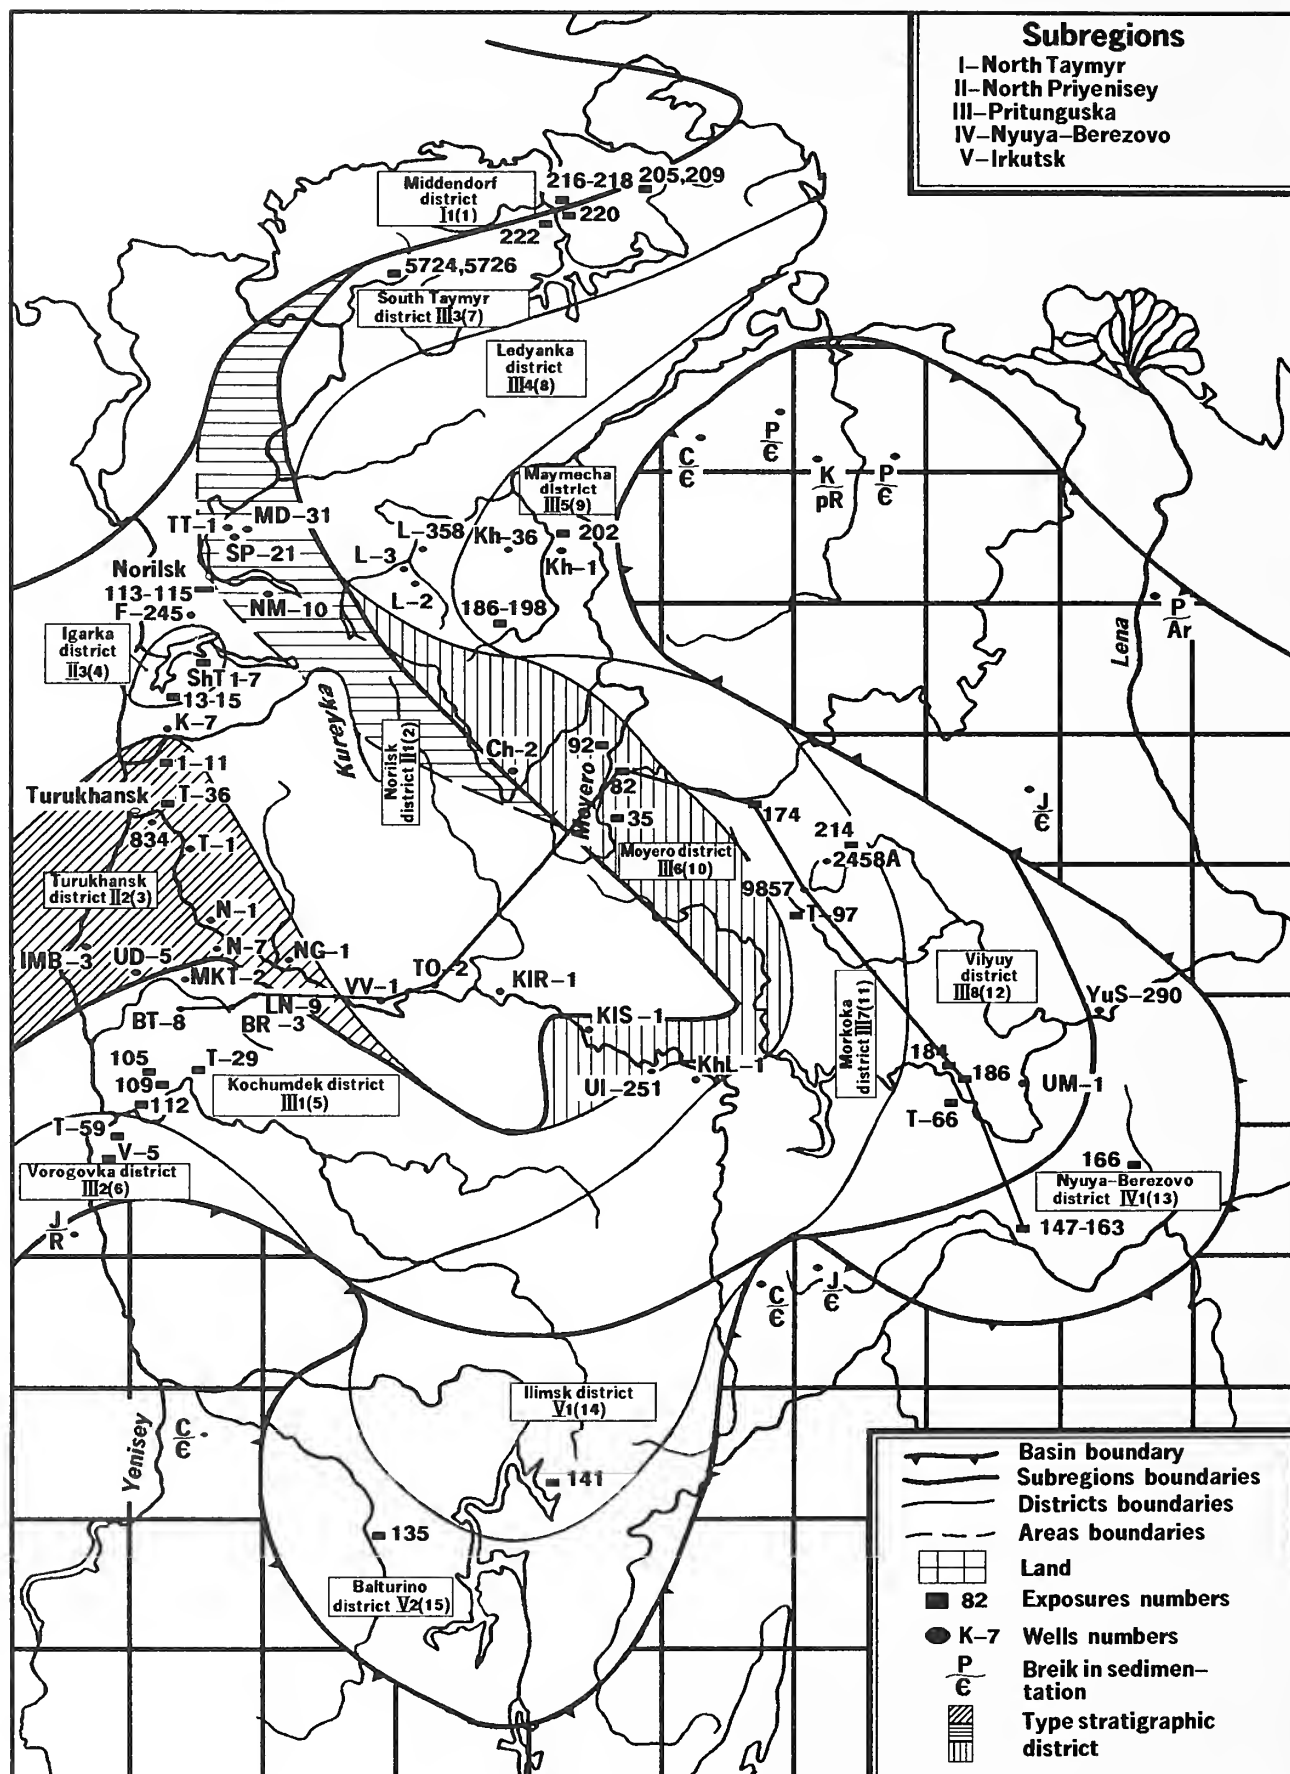 Subregions
I–North Taymyr
II–North Priyenisey
III–Pritunguska
IV–Nyuya–Berezovo
V–Irkutsk
Middendorf
district
I1(1)
216-218
205,209
220
222
5724,5726
South Taymyr
district III3(7)
Ledyanka
district
III4(8)
C
Є
P
Є
K
pR
P
Є
Maymecha
district
III5(9)
TT–1
MD–31
SP–21
L–358
Kh–36
202
L–3
Kh–1
Norilsk
113-115
L–2
F–245
NM–10
186-198
P
Ar
Lena
Igarka
district
II3(4)
ShT1-7
13-15
K–7
Kureyka
Norilsk
district II1(2)
Ch–2
92
Moyero
1–11
82
Turukhansk
T–36
35
174
J
Є
834
T–1
214
Moyero district
III6(10)
2458A
Turukhansk
district II2(3)
9857
N–1
T–97
IMB–3
UD–5
N–7
NG–1
MKT–2
VV–1
TO–2
KIR–1
Vilyuy
district
III8(12)
YuS–290
LN–9
BT–8
BR–3
KIS–1
Morkoka
district III7(11)
105
T–29
184
109
Kochumdek district
III1(5)
UI–251
KhL–1
186
UM–1
112
T–66
T–59
V–5
166
Vorogovka district
III2(6)
Nyuya–Berezovo
district IV1(13)
J
R
147-163
C
Є
J
Є
Ilimsk district
V1(14)
Yenisey
C
Є
141
135
Balturino
district V2(15)
Basin boundary
Subregions boundaries
Districts boundaries
Areas boundaries
Land
82 Exposures numbers
K–7 Wells numbers
P
Є
Breik in sedimen–
tation
Type stratigraphic
district